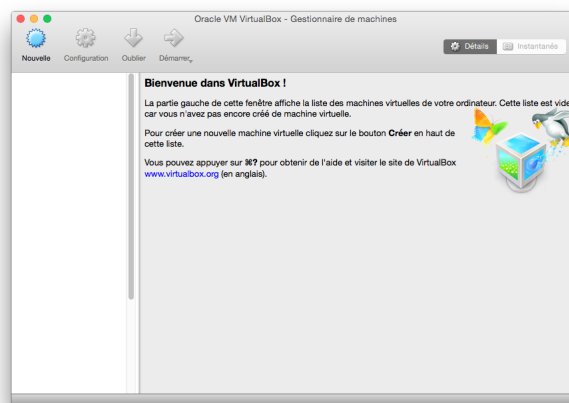 Oracle VM VirtualBox - Gestionnaire de machines
Nouvelle Configuration Oublier Démarrer Détails Instantanés
Bienvenue dans VirtualBox !
La partie gauche de cette fenêtre affiche la liste des machines virtuelles de votre ordinateur. Cette liste est vide
car vous n'avez pas encore créé de machine virtuelle.
Pour créer une nouvelle machine virtuelle cliquez sur le bouton Créer en haut de
cette liste.
Vous pouvez appuyer sur ⌘? pour obtenir de l'aide et visiter le site de VirtualBox
www.virtualbox.org (en anglais).